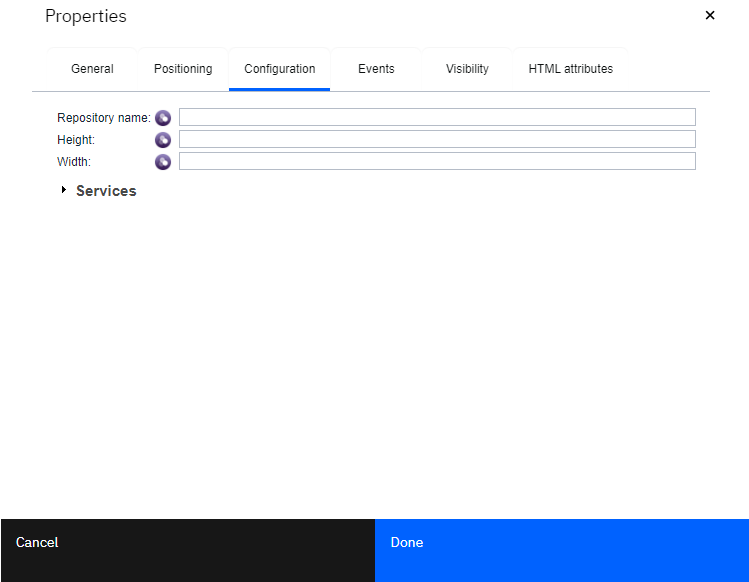 Properties
General Positioning Configuration Events Visibility HTML attributes
Repository name:
Height:
Width:
Services
Cancel Done